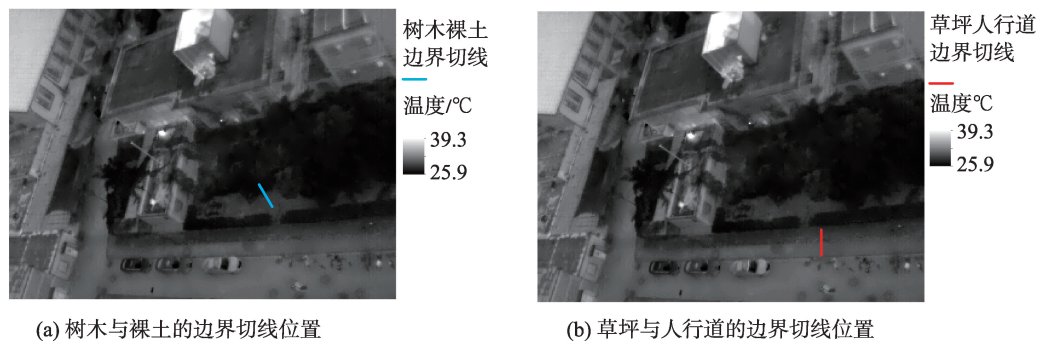 树木裸土
边界切线
温度/℃
39.3
25.9
(a) 树木与裸土的边界切线位置
草坪人行道
边界切线
温度℃
39.3
25.9
(b) 草坪与人行道的边界切线位置